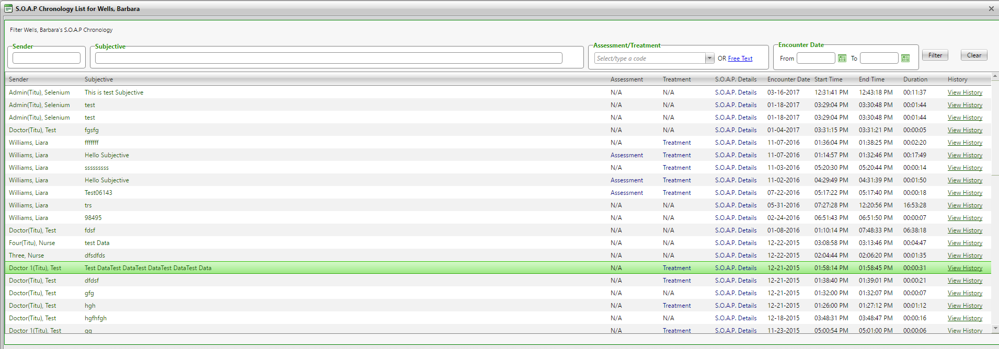 S.O.A.P Chronology List for Wells, Barbara
Filter Wells, Barbara's S.O.A.P Chronology
Sender Subjective Assessment/Treatment Encounter Date
Select/type a code OR Free Text From To Filter Clear
Sender Subjective Assessment Treatment S.O.A.P. Details Encounter Date Start Time End Time Duration History
Admin(Titu), Selenium This is test Subjective N/A N/A S.O.A.P. Details 03-16-2017 12:31:41 PM 12:43:18 PM 00:11:37 View History
Admin(Titu), Selenium test N/A N/A S.O.A.P. Details 01-18-2017 03:29:04 PM 03:30:48 PM 00:01:44 View History
Admin(Titu), Selenium test N/A N/A S.O.A.P. Details 01-18-2017 03:29:04 PM 03:30:48 PM 00:01:44 View History
Doctor(Titu), Test fgsfg N/A N/A S.O.A.P. Details 01-04-2017 03:31:15 PM 03:31:21 PM 00:00:05 View History
Williams, Liara fffffff N/A Treatment S.O.A.P. Details 11-07-2016 01:36:04 PM 01:38:25 PM 00:02:20 View History
Williams, Liara Hello Subjective Assessment Treatment S.O.A.P. Details 11-07-2016 01:14:57 PM 01:32:46 PM 00:17:49 View History
Williams, Liara sssssssss N/A Treatment S.O.A.P. Details 11-03-2016 05:20:30 PM 05:20:44 PM 00:00:14 View History
Williams, Liara Hello Subjective Assessment Treatment S.O.A.P. Details 11-02-2016 04:29:49 PM 04:31:39 PM 00:01:50 View History
Williams, Liara Test06143 Assessment Treatment S.O.A.P. Details 07-22-2016 05:17:22 PM 05:17:40 PM 00:00:18 View History
Williams, Liara trs N/A N/A S.O.A.P. Details 05-31-2016 07:27:28 PM 12:20:56 PM 16:53:28 View History
Williams, Liara 98495 N/A N/A S.O.A.P. Details 02-24-2016 06:51:43 PM 06:51:50 PM 00:00:07 View History
Doctor(Titu), Test fdsf N/A N/A S.O.A.P. Details 01-08-2016 01:10:14 PM 07:48:33 PM 06:38:18 View History
Four(Titu), Nurse test Data N/A N/A S.O.A.P. Details 12-22-2015 03:08:58 PM 03:13:46 PM 00:04:47 View History
Three, Nurse dfsdfds N/A N/A S.O.A.P. Details 12-22-2015 02:04:44 PM 02:06:20 PM 00:01:35 View History
Doctor 1(Titu), Test Test DataTest DataTest DataTest DataTest Data N/A Treatment S.O.A.P. Details 12-21-2015 01:58:14 PM 01:58:45 PM 00:00:31 View History
Doctor(Titu), Test dfdsf N/A Treatment S.O.A.P. Details 12-21-2015 01:38:40 PM 01:39:01 PM 00:00:21 View History
Doctor(Titu), Test gfg N/A N/A S.O.A.P. Details 12-21-2015 01:32:00 PM 01:32:07 PM 00:00:07 View History
Doctor(Titu), Test hgh N/A Treatment S.O.A.P. Details 12-21-2015 01:26:00 PM 01:27:12 PM 00:01:12 View History
Doctor(Titu), Test hgfhfgh N/A N/A S.O.A.P. Details 12-18-2015 03:48:31 PM 03:48:47 PM 00:00:16 View History
Doctor 1(Titu), Test gg N/A Treatment S.O.A.P. Details 11-23-2015 05:00:54 PM 05:01:00 PM 00:00:06 View History